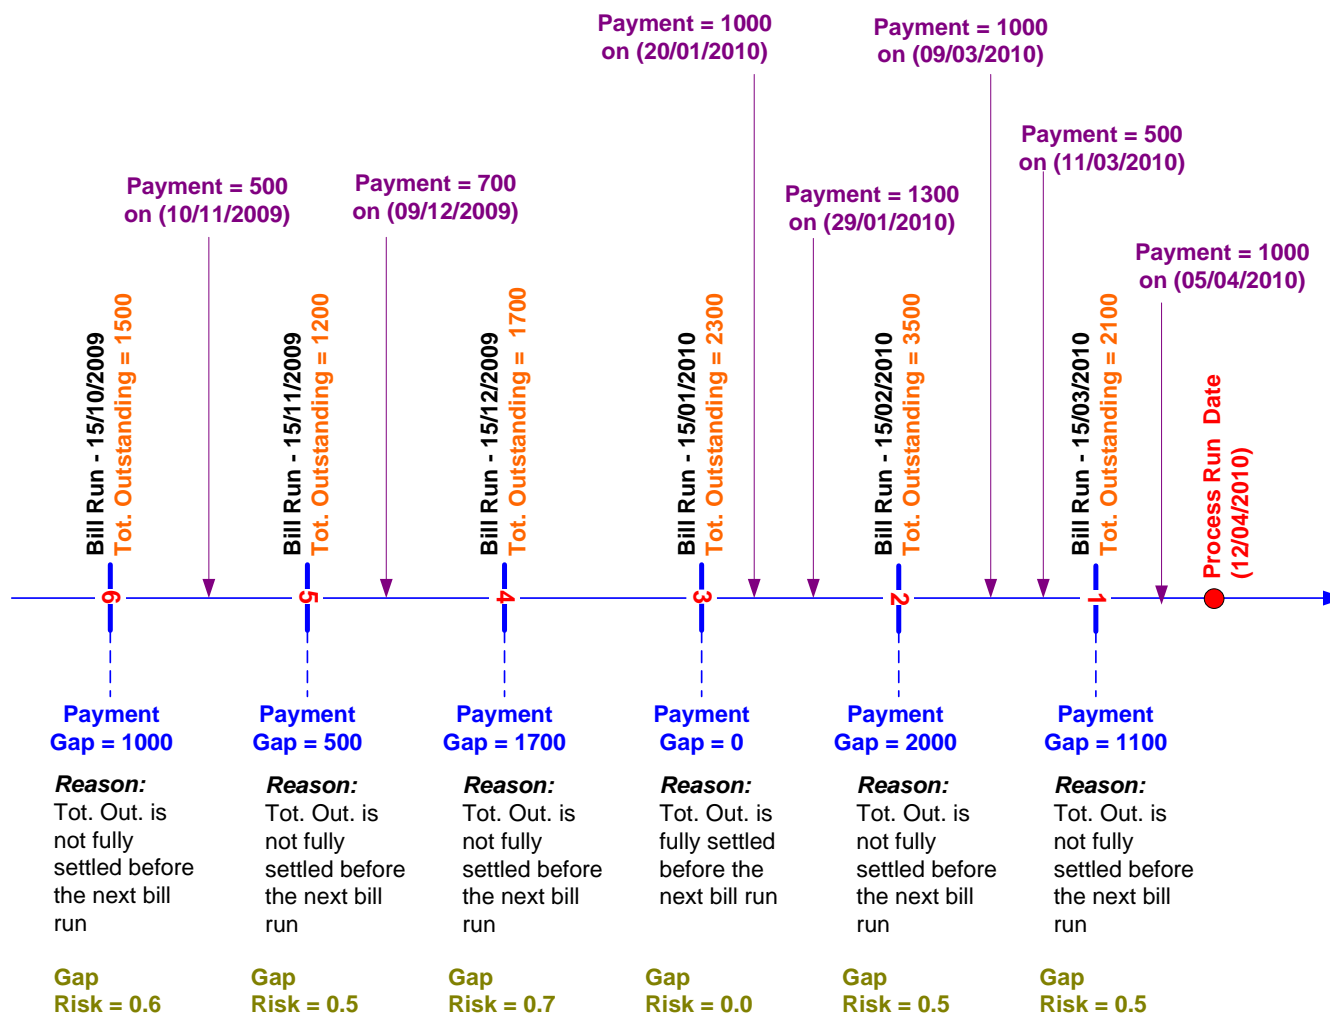 Payment = 1000
on (20/01/2010)
Payment = 1000
on (09/03/2010)
Payment = 500
on (11/03/2010)
Payment = 500
on (10/11/2009)
Payment = 700
on (09/12/2009)
Payment = 1300
on (29/01/2010)
Payment = 1000
on (05/04/2010)
Bill Run - 15/10/2009
Tot. Outstanding = 1500
Bill Run - 15/11/2009
Tot. Outstanding = 1200
Bill Run - 15/12/2009
Tot. Outstanding = 1700
Bill Run - 15/01/2010
Tot. Outstanding = 2300
Bill Run - 15/02/2010
Tot. Outstanding = 3500
Bill Run - 15/03/2010
Tot. Outstanding = 2100
Process Run Date
(12/04/2010)
6
5
4
3
2
1
Payment
Gap = 1000
Payment
Gap = 500
Payment
Gap = 1700
Payment
Gap = 0
Payment
Gap = 2000
Payment
Gap = 1100
Reason:
Tot. Out. is
not fully
settled before
the next bill
run
Reason:
Tot. Out. is
not fully
settled before
the next bill
run
Reason:
Tot. Out. is
not fully
settled before
the next bill
run
Reason:
Tot. Out. is
fully settled
before the
next bill run
Reason:
Tot. Out. is
not fully
settled before
the next bill
run
Reason:
Tot. Out. is
not fully
settled before
the next bill
run
Gap
Risk = 0.6
Gap
Risk = 0.5
Gap
Risk = 0.7
Gap
Risk = 0.0
Gap
Risk = 0.5
Gap
Risk = 0.5